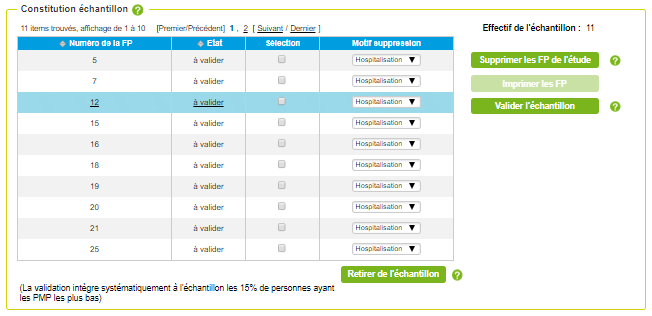 Constitution échantillon ?
11 items trouvés, affichage de 1 à 10 [Premier/Précédent] 1 , 2 [ Suivant / Dernier ]
Effectif de l'échantillon : 11
Numéro de la FP Etat Sélection Motif suppression
5 à valider Hospitalisation
7 à valider Hospitalisation
12 à valider Hospitalisation
15 à valider Hospitalisation
16 à valider Hospitalisation
18 à valider Hospitalisation
19 à valider Hospitalisation
20 à valider Hospitalisation
21 à valider Hospitalisation
25 à valider Hospitalisation
Supprimer les FP de l'étude ?
Imprimer les FP
Valider l'échantillon ?
Retirer de l'échantillon ?
(La validation intègre systématiquement à l'échantillon les 15% de personnes ayant
les PMP les plus bas)